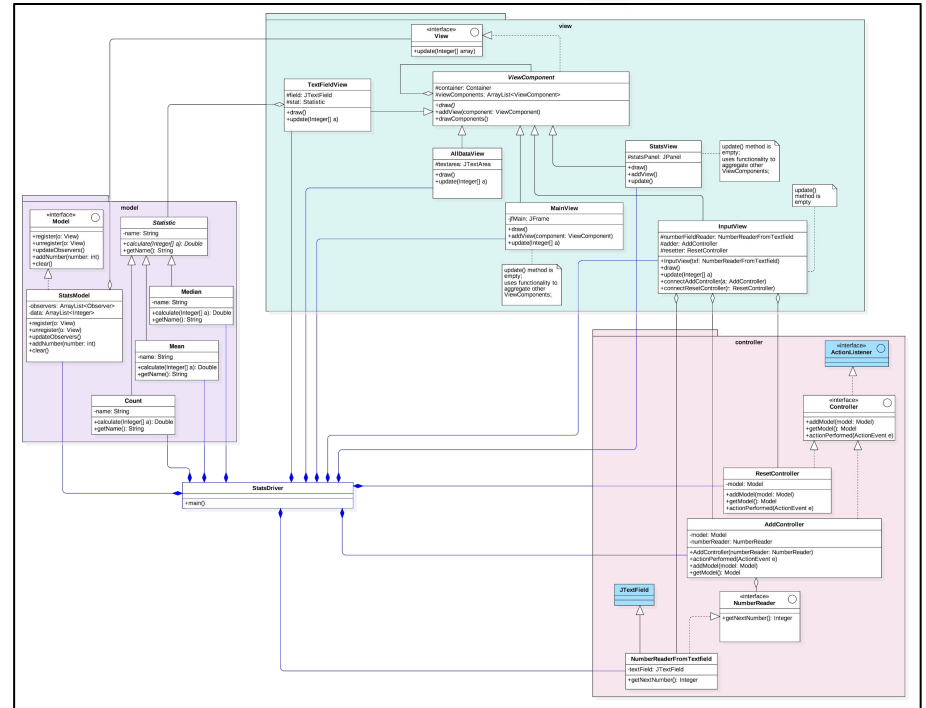 view
«interface»
View
+update(Integer[] array)
ViewComponent
#container: Container
#viewComponents: ArrayList<ViewComponent>
+draw()
+addView(component: ViewComponent)
+drawComponents()
TextFieldView
#field: JTextField
#stat: Statistic
+draw()
+update(Integer[] a)
AllDataView
#textarea: JTextArea
+draw()
+update(Integer[] a)
StatsView
#statsPanel: JPanel
+draw()
+addView()
+update()
update() method is
empty;
uses functionality to
aggregate other
ViewComponents;
update()
method is
empty
MainView
-jfMain: JFrame
+draw()
+addView(component: ViewComponent)
+update(Integer[] a)
update() method is
empty;
uses functionality to
aggregate other
ViewComponents;
InputView
#numberFieldReader: NumberReaderFromTextfield
#adder: AddController
#resetter: ResetController
+InputView(txf: NumberReaderFromTextfield)
+draw()
+update(Integer[] a)
+connectAddController(a: AddController)
+connectResetController(r: ResetController)
model
«interface»
Model
+register(o: View)
+unregister(o: View)
+updateObservers()
+addNumber(number: int)
+clear()
Statistic
+calculate(Integer[] a): Double
+getName(): String
StatsModel
-observers: ArrayList<Observer>
-data: ArrayList<Integer>
+register(o: View)
+unregister(o: View)
+updateObservers()
+addNumber(number: int)
+clear()
Median
-name: String
+calculate(Integer[] a): Double
+getName(): String
Mean
-name: String
+calculate(Integer[] a): Double
+getName(): String
Count
-name: String
+calculate(Integer[] a): Double
+getName(): String
StatsDriver
+main()
controller
«interface»
ActionListener
«interface»
Controller
+addModel(model: Model)
+getModel(): Model
+actionPerformed(ActionEvent e)
ResetController
-model: Model
+addModel(model: Model)
+getModel(): Model
+actionPerformed(ActionEvent e)
AddController
-model: Model
-numberReader: NumberReader
+AddController(numberReader: NumberReader)
+actionPerformed(ActionEvent e)
+addModel(model: Model)
+getModel(): Model
JTextField
«interface»
NumberReader
+getNextNumber(): Integer
NumberReaderFromTextfield
-textField: JTextField
+getNextNumber(): Integer